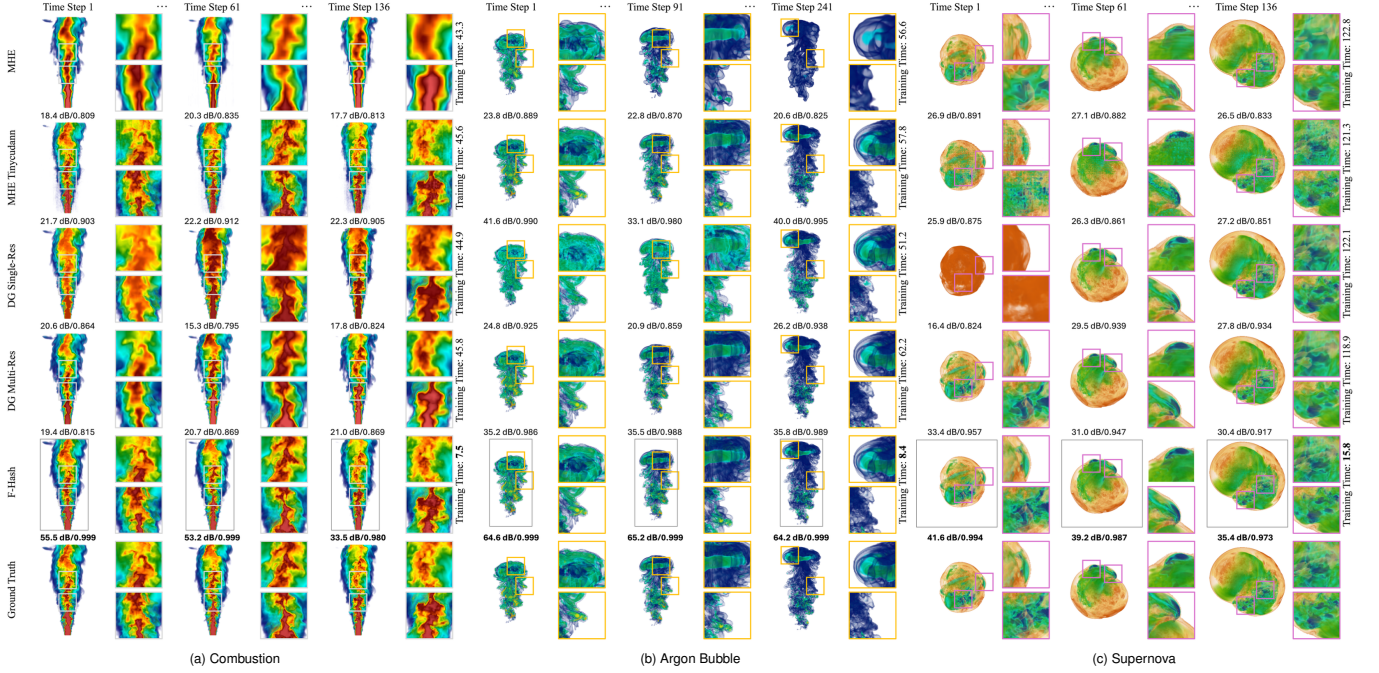 Time Step 1 ... Time Step 61 ... Time Step 136 Time Step 1 ... Time Step 91 ... Time Step 241 Time Step 1 ... Time Step 61 ... Time Step 136
MHE
Training Time: 43.3
Training Time: 56.6
Training Time: 122.8
18.4 dB/0.809 20.3 dB/0.835 17.7 dB/0.813 23.8 dB/0.889 22.8 dB/0.870 20.6 dB/0.825 26.9 dB/0.891 27.1 dB/0.882 26.5 dB/0.833
MHE Tinycudann
Training Time: 45.6
Training Time: 57.8
Training Time: 121.3
21.7 dB/0.903 22.2 dB/0.912 22.3 dB/0.905 41.6 dB/0.990 33.1 dB/0.980 40.0 dB/0.995 25.9 dB/0.875 26.3 dB/0.861 27.2 dB/0.851
DG Single-Res
Training Time: 44.9
Training Time: 51.2
Training Time: 122.1
20.6 dB/0.864 15.3 dB/0.795 17.8 dB/0.824 24.8 dB/0.925 20.9 dB/0.859 26.2 dB/0.938 16.4 dB/0.824 29.5 dB/0.939 27.8 dB/0.934
DG Multi-Res
Training Time: 45.8
Training Time: 62.2
Training Time: 118.9
19.4 dB/0.815 20.7 dB/0.869 21.0 dB/0.869 35.2 dB/0.986 35.5 dB/0.988 35.8 dB/0.989 33.4 dB/0.957 31.0 dB/0.947 30.4 dB/0.917
F-Hash
Training Time: 7.5
Training Time: 8.4
Training Time: 15.8
55.5 dB/0.999 53.2 dB/0.999 33.5 dB/0.980 64.6 dB/0.999 65.2 dB/0.999 64.2 dB/0.999 41.6 dB/0.994 39.2 dB/0.987 35.4 dB/0.973
Ground Truth
(a) Combustion (b) Argon Bubble (c) Supernova